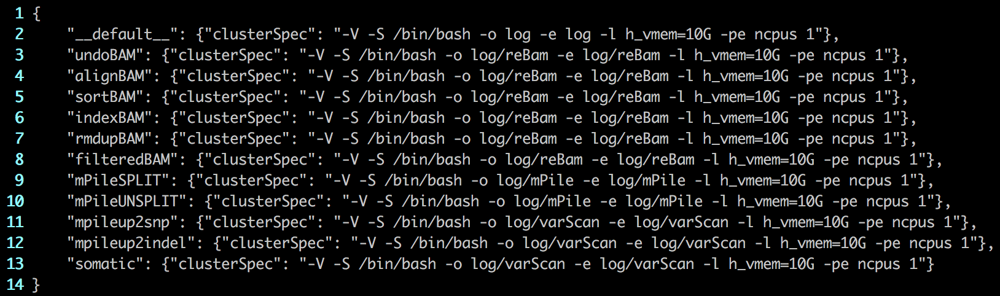 1 {
2 "__default__": {"clusterSpec": "-V -S /bin/bash -o log -e log -l h_vmem=10G -pe ncpus 1"},
3 "undoBAM": {"clusterSpec": "-V -S /bin/bash -o log/reBam -e log/reBam -l h_vmem=10G -pe ncpus 1"},
4 "alignBAM": {"clusterSpec": "-V -S /bin/bash -o log/reBam -e log/reBam -l h_vmem=10G -pe ncpus 1"},
5 "sortBAM": {"clusterSpec": "-V -S /bin/bash -o log/reBam -e log/reBam -l h_vmem=10G -pe ncpus 1"},
6 "indexBAM": {"clusterSpec": "-V -S /bin/bash -o log/reBam -e log/reBam -l h_vmem=10G -pe ncpus 1"},
7 "rmdupBAM": {"clusterSpec": "-V -S /bin/bash -o log/reBam -e log/reBam -l h_vmem=10G -pe ncpus 1"},
8 "filteredBAM": {"clusterSpec": "-V -S /bin/bash -o log/reBam -e log/reBam -l h_vmem=10G -pe ncpus 1"},
9 "mPileSPLIT": {"clusterSpec": "-V -S /bin/bash -o log/mPile -e log/mPile -l h_vmem=10G -pe ncpus 1"},
10 "mPileUNSPLIT": {"clusterSpec": "-V -S /bin/bash -o log/mPile -e log/mPile -l h_vmem=10G -pe ncpus 1"},
11 "mpileup2snp": {"clusterSpec": "-V -S /bin/bash -o log/varScan -e log/varScan -l h_vmem=10G -pe ncpus 1"},
12 "mpileup2indel": {"clusterSpec": "-V -S /bin/bash -o log/varScan -e log/varScan -l h_vmem=10G -pe ncpus 1"},
13 "somatic": {"clusterSpec": "-V -S /bin/bash -o log/varScan -e log/varScan -l h_vmem=10G -pe ncpus 1"}
14 }